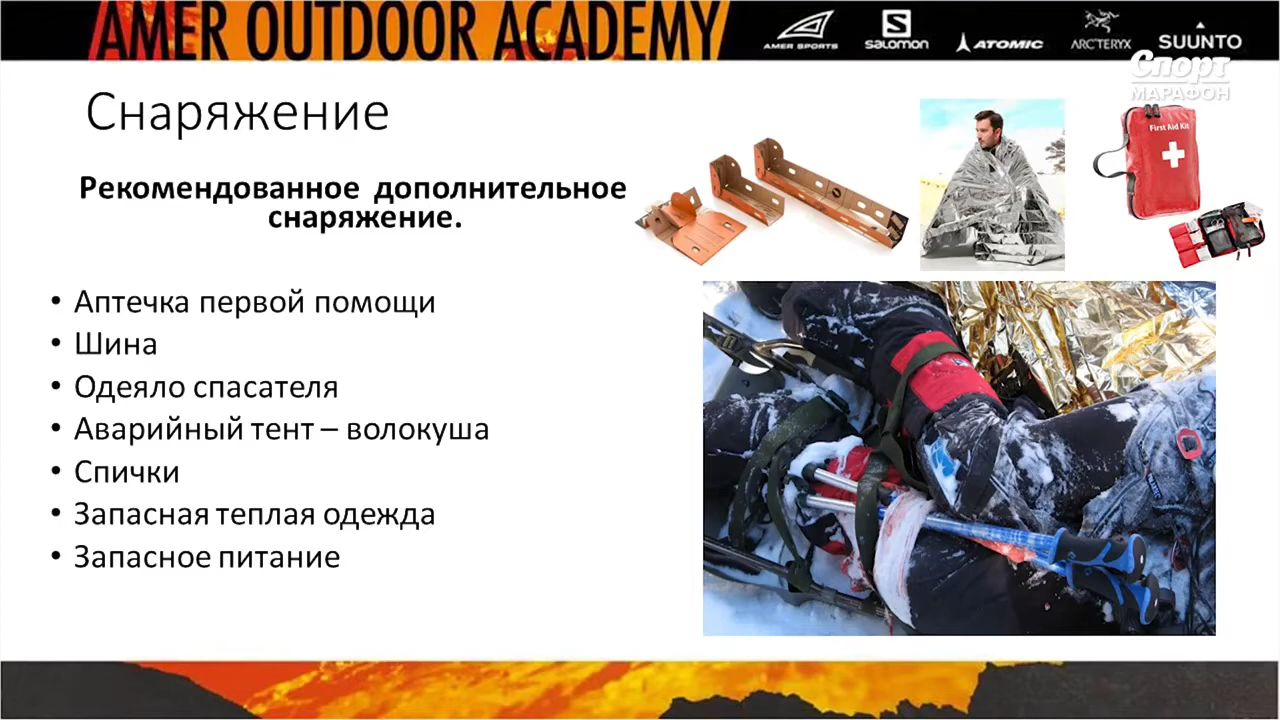 AMER OUTDOOR ACADEMY
AMER SPORTS
SALOMON
ATOMIC
ARC'TERYX
SUUNTO
Спорт
МАРАФОН
Снаряжение
First Aid Kit
Рекомендованное дополнительное
снаряжение.
• Аптечка первой помощи
• Шина
• Одеяло спасателя
• Аварийный тент – волокуша
• Спички
• Запасная теплая одежда
• Запасное питание